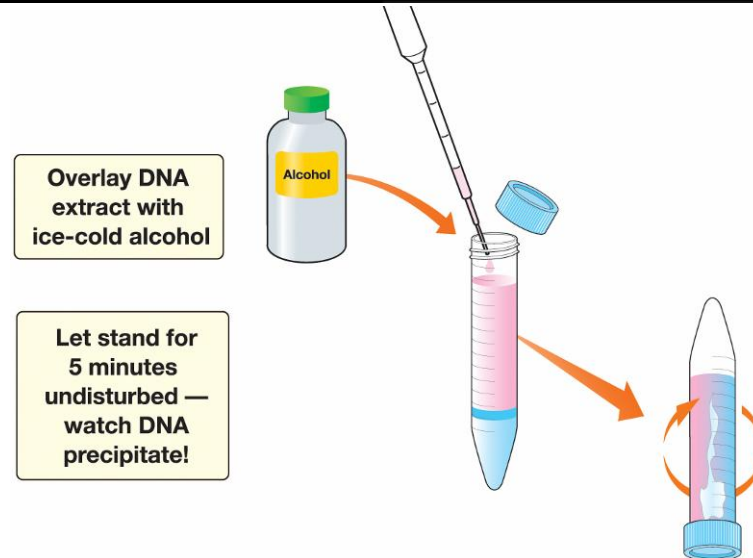 Overlay DNA
extract with
ice-cold alcohol
Alcohol
Let stand for
5 minutes
undisturbed —
watch DNA
precipitate!